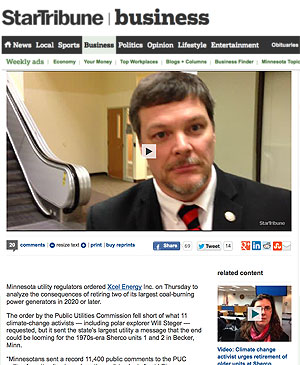 StarTribune | business
News Local Sports Business Politics Opinion Lifestyle Entertainment Obituaries
Weekly ads Economy Your Money Top Workplaces Blogs + Columns Business Finder Minnesota To
StarTribune
20 comments resize text print buy reprints Share 69 Tweet 14
Minnesota utility regulators ordered Xcel Energy Inc. on Thursday to
analyze the consequences of retiring two of its largest coal-burning
power generators in 2020 or later.
The order by the Public Utilities Commission fell short of what 11
climate-change activists — including polar explorer Will Steger —
requested, but it sent the state's largest utility a message that the end
could be looming for the 1970s-era Sherco units 1 and 2 in Becker,
Minn.
"Minnesotans sent a record 11,400 public comments to the PUC
related content
Video: Climate change
activist urges retirement of
older units at Sherco